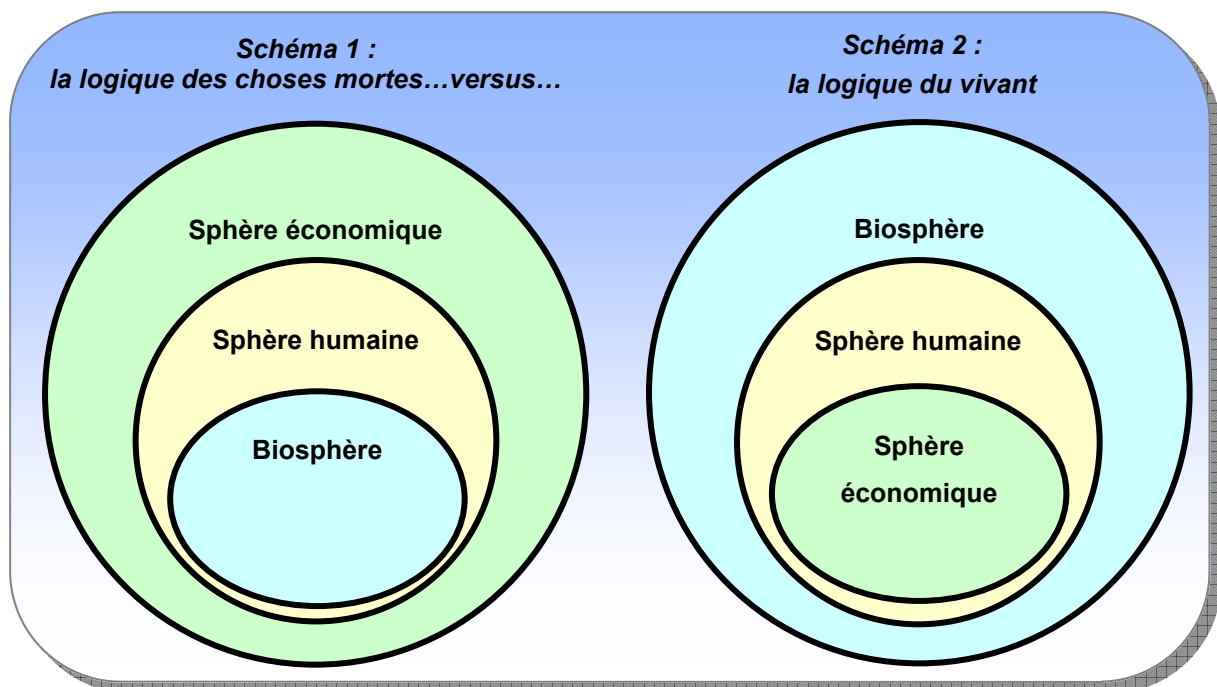 Schéma 1 :
la logique des choses mortes…versus…
Sphère économique
Sphère humaine
Biosphère
Schéma 2 :
la logique du vivant
Biosphère
Sphère humaine
Sphère
économique